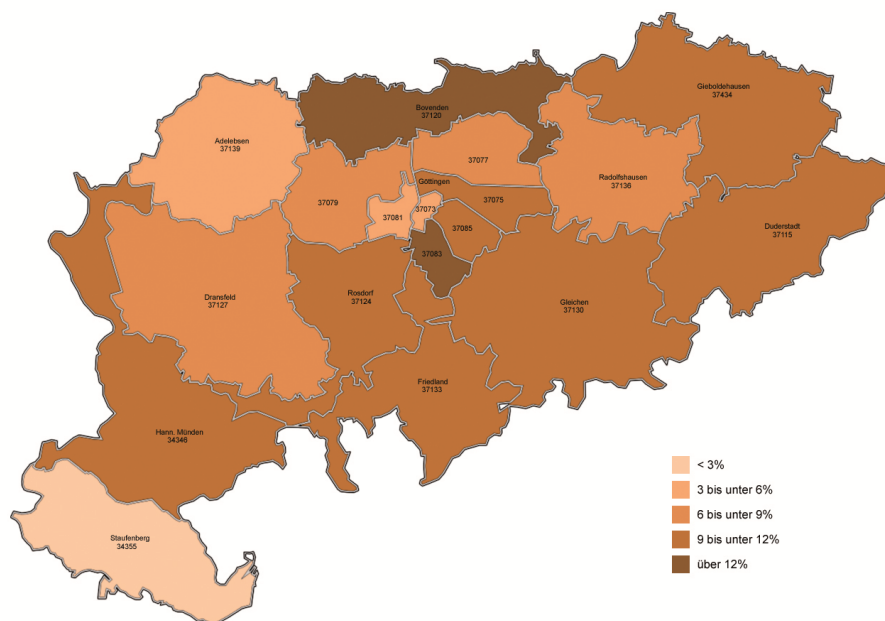 Gieboldehausen
37434
Bovenden
37120
Adelebsen
37139
37077
Radolfshausen
37136
Göttingen
37079
37075
37073
37081
37085
Duderstadt
37115
37083
Dransfeld
37127
Rosdorf
37124
Gleichen
37130
Friedland
37133
Hann. Münden
34346
Staufenberg
34355
< 3%
3 bis unter 6%
6 bis unter 9%
9 bis unter 12%
über 12%